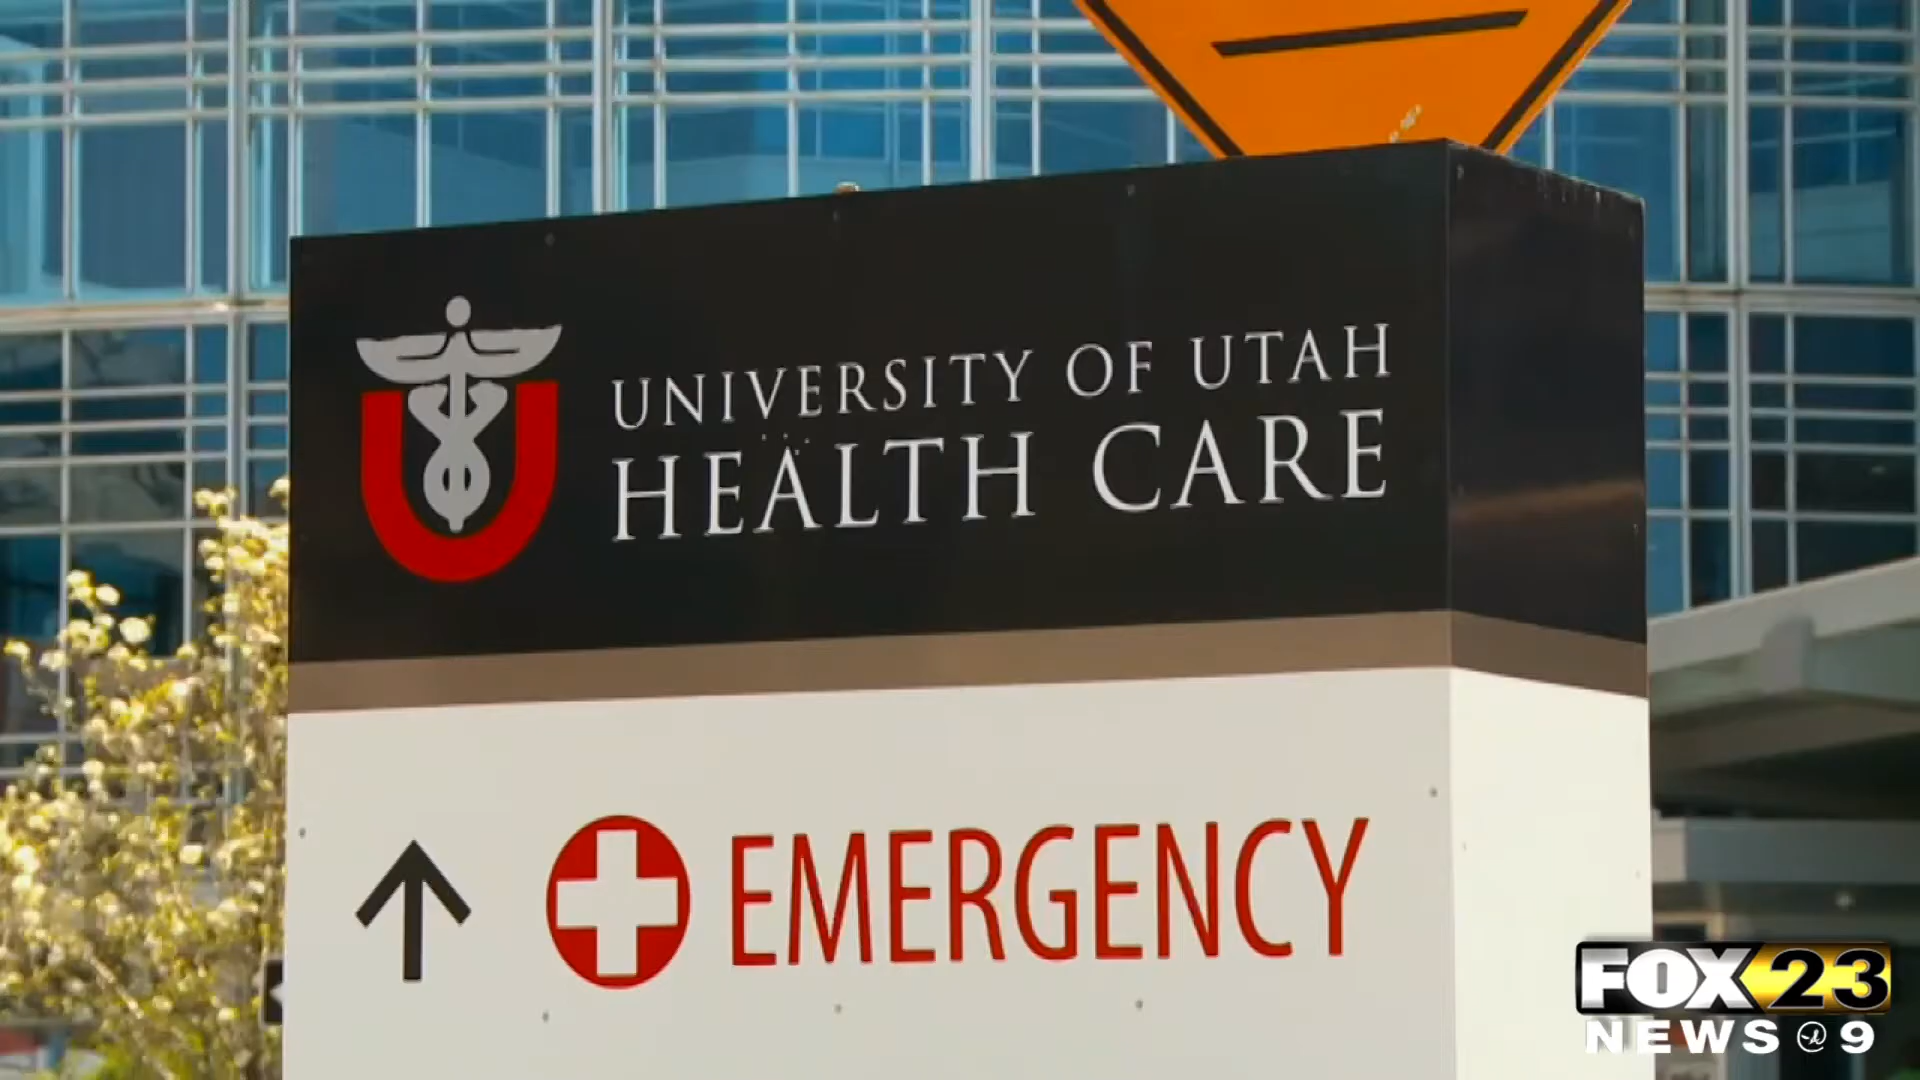 UNIVERSITY OF UTAH
HEALTH CARE
EMERGENCY
FOX 23
NEWS @ 9